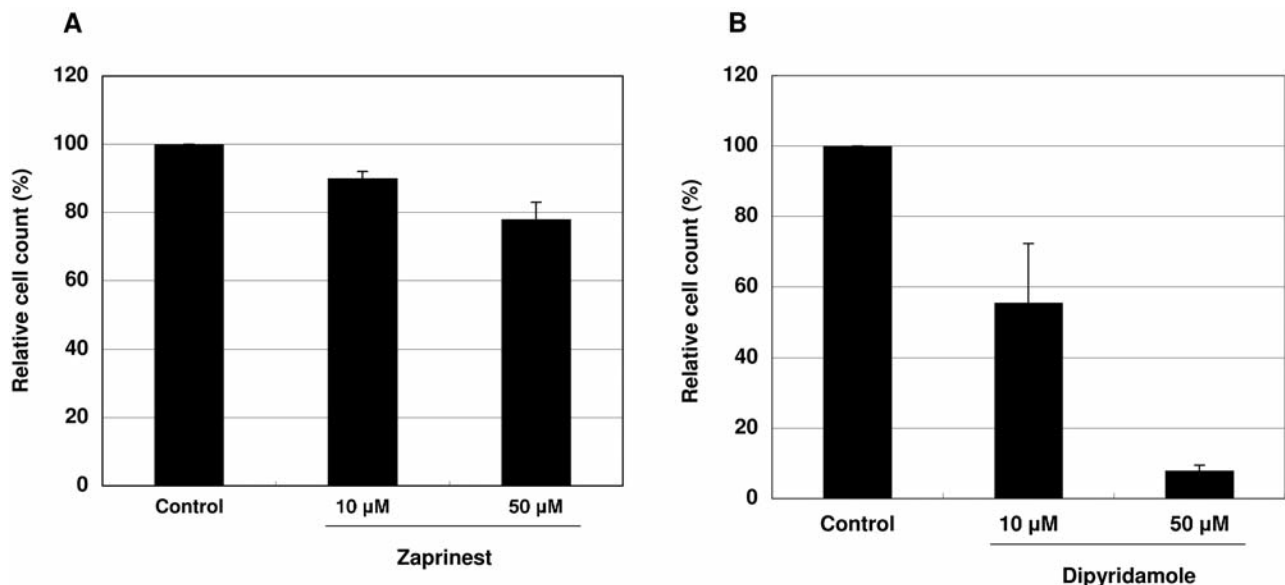 A
Relative cell count (%)
120
100
80
60
40
20
0
Control
10 µM
50 µM
Zaprinest
B
Relative cell count (%)
120
100
80
60
40
20
0
Control
10 µM
50 µM
Dipyridamole